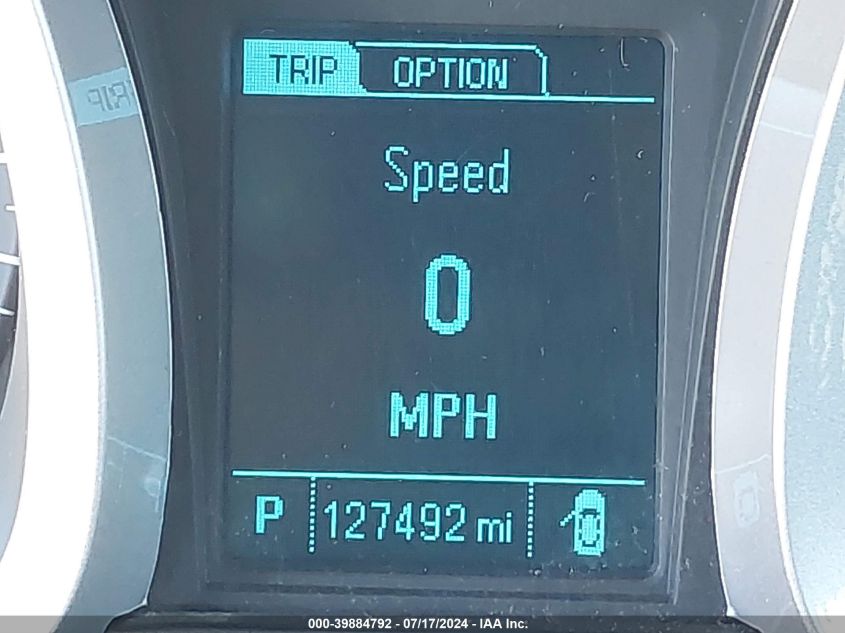 TRIP OPTION
Speed
0
MPH
P 127492 mi
000-39884792 - 07/17/2024 - IAA Inc.